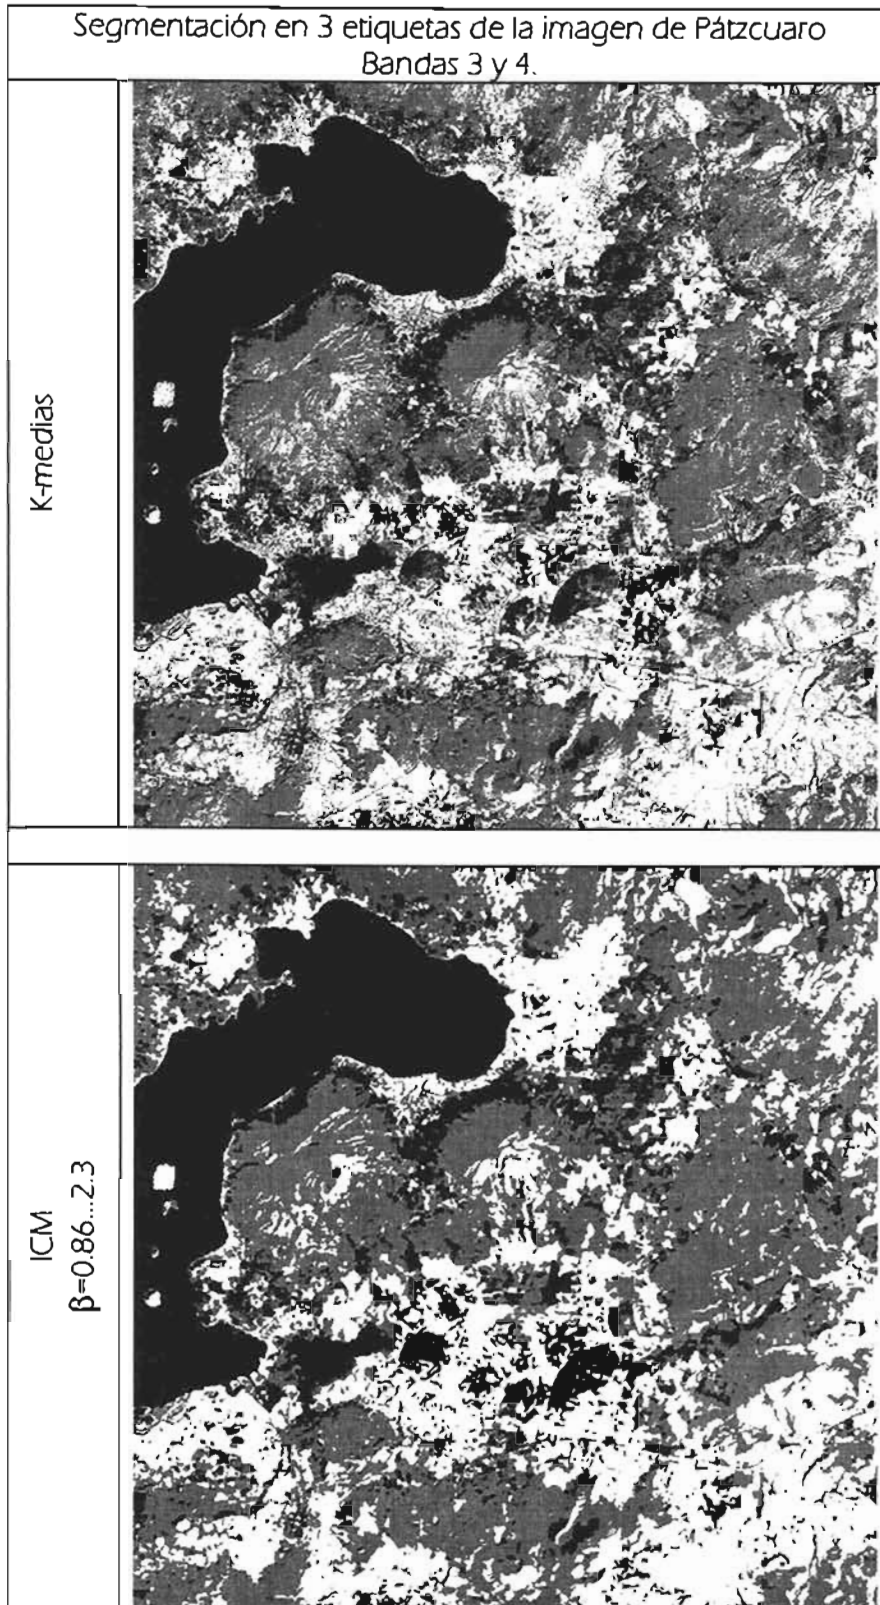 Segmentación en 3 etiquetas de la imagen de Pátzcuaro
Bandas 3 y 4.
K-medias
ICM
β=0.86...2.3